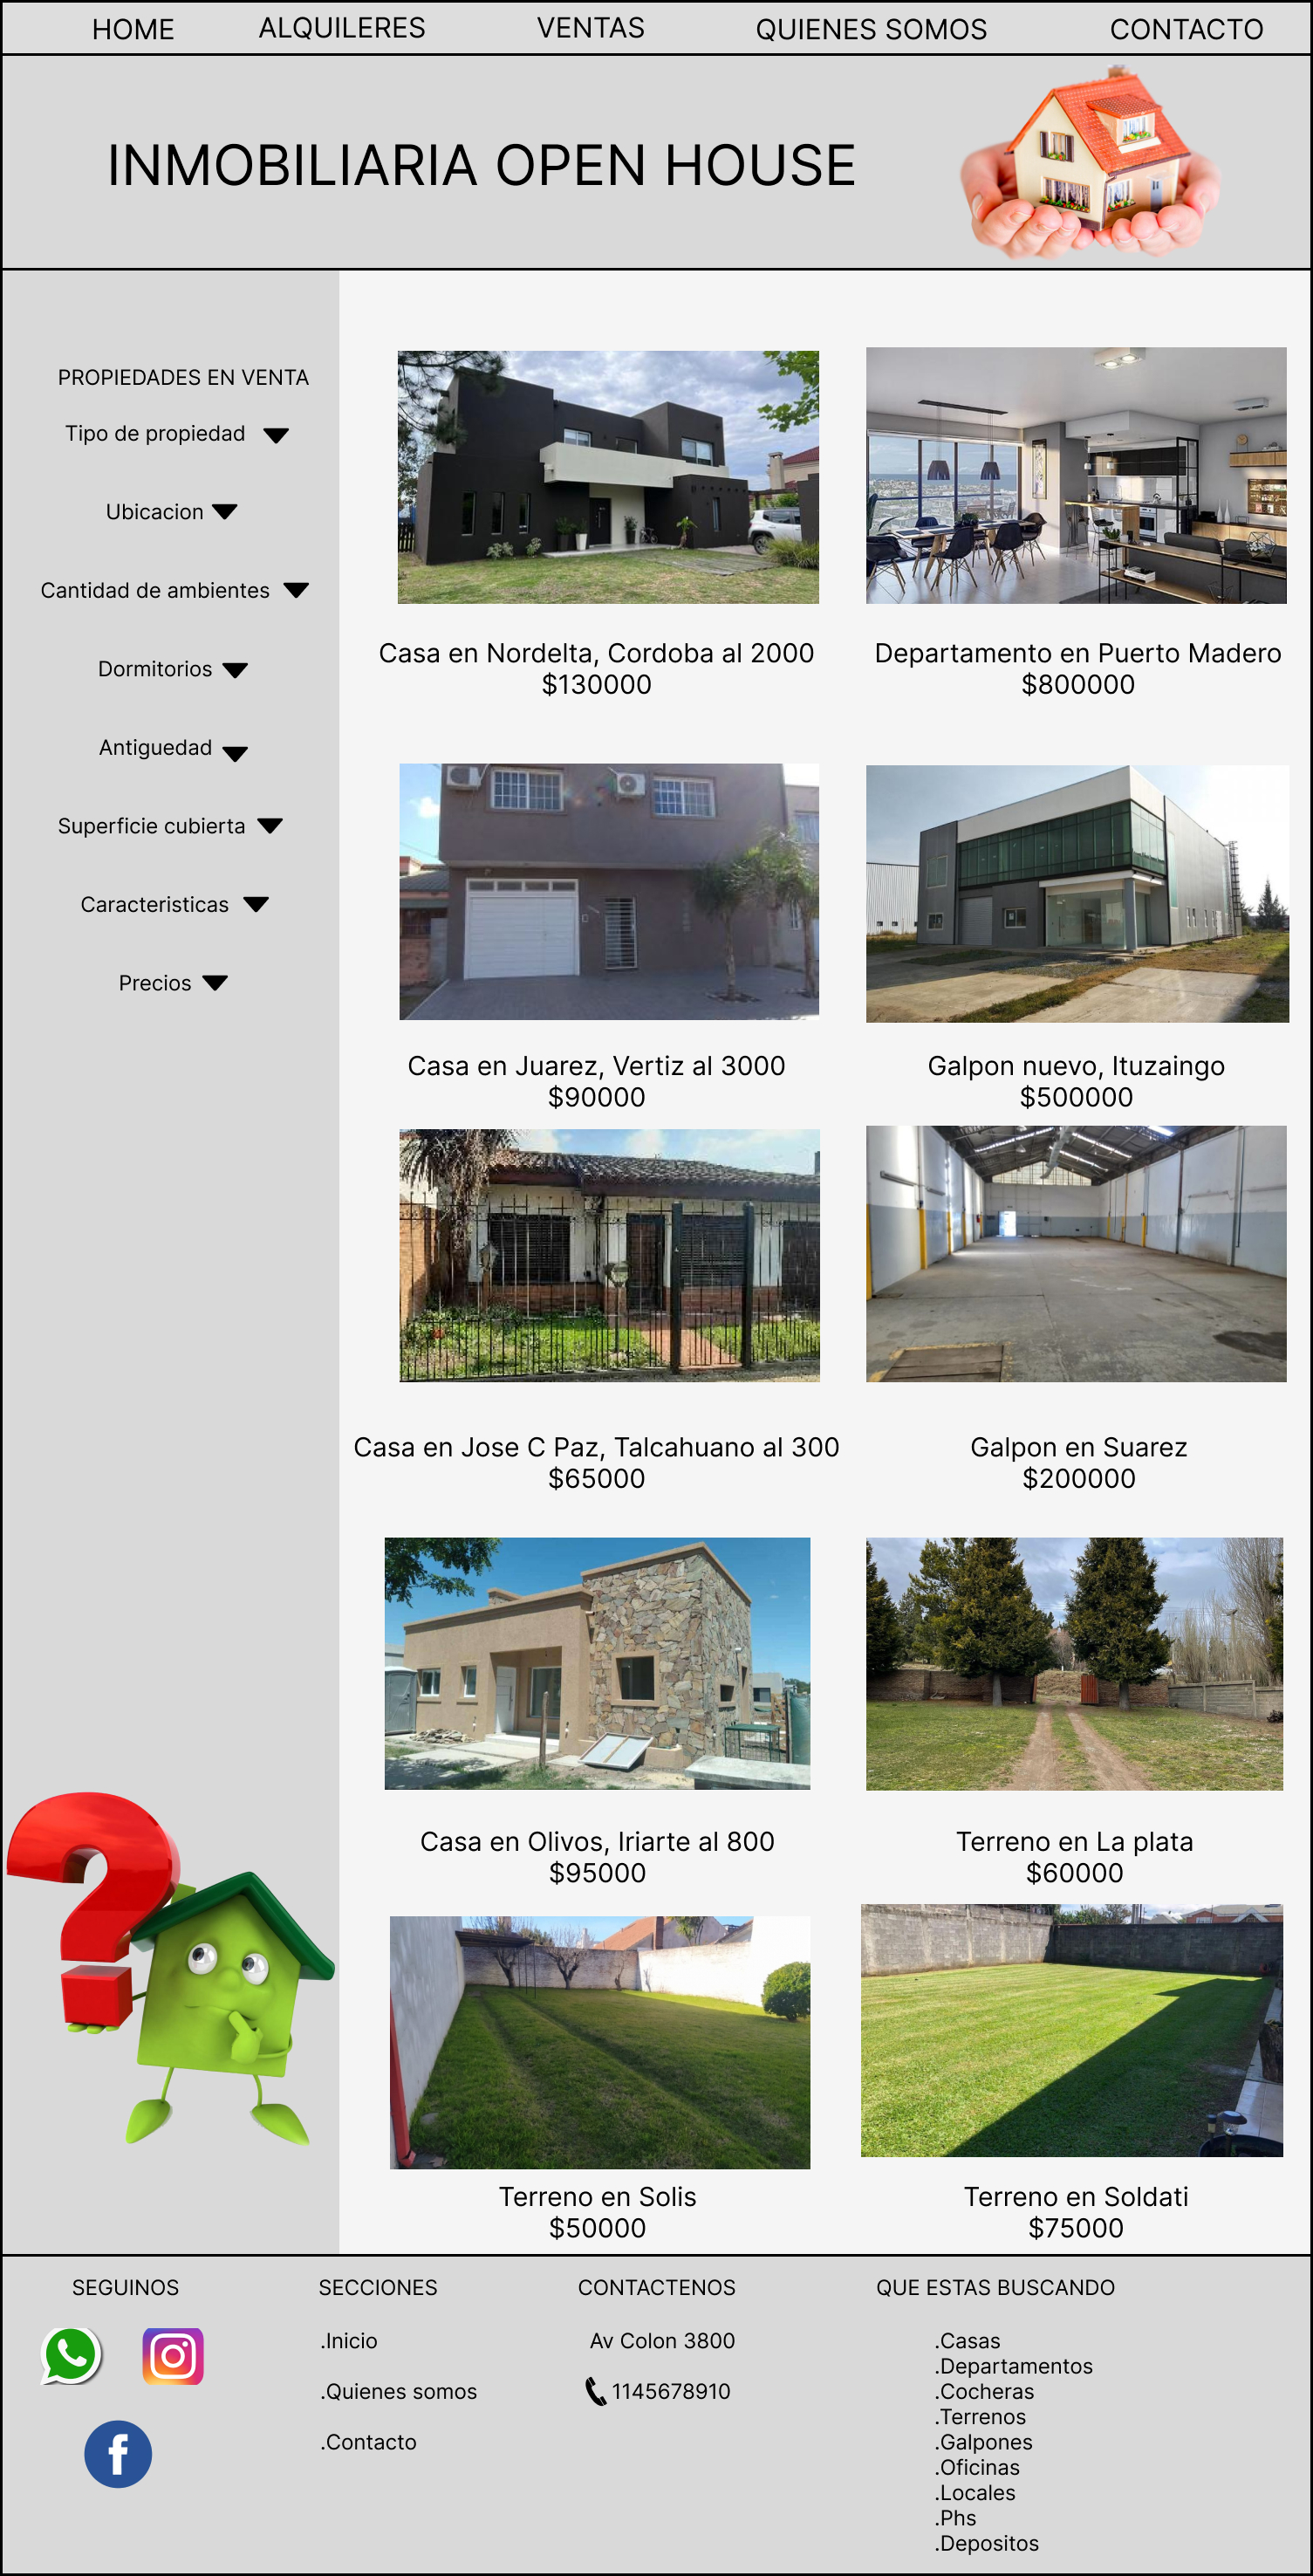 HOME ALQUILERES VENTAS QUIENES SOMOS CONTACTO
INMOBILIARIA OPEN HOUSE
PROPIEDADES EN VENTA
Tipo de propiedad
Ubicacion
Cantidad de ambientes
Dormitorios
Antiguedad
Superficie cubierta
Caracteristicas
Precios
Casa en Nordelta, Cordoba al 2000
$130000
Departamento en Puerto Madero
$800000
Casa en Juarez, Vertiz al 3000
$90000
Galpon nuevo, Ituzaingo
$500000
Casa en Jose C Paz, Talcahuano al 300
$65000
Galpon en Suarez
$200000
Casa en Olivos, Iriarte al 800
$95000
Terreno en La plata
$60000
Terreno en Solis
$50000
Terreno en Soldati
$75000
SEGUINOS
SECCIONES
.Inicio
.Quienes somos
.Contacto
CONTACTENOS
Av Colon 3800
1145678910
QUE ESTAS BUSCANDO
.Casas
.Departamentos
.Cocheras
.Terrenos
.Galpones
.Oficinas
.Locales
.Phs
.Depositos